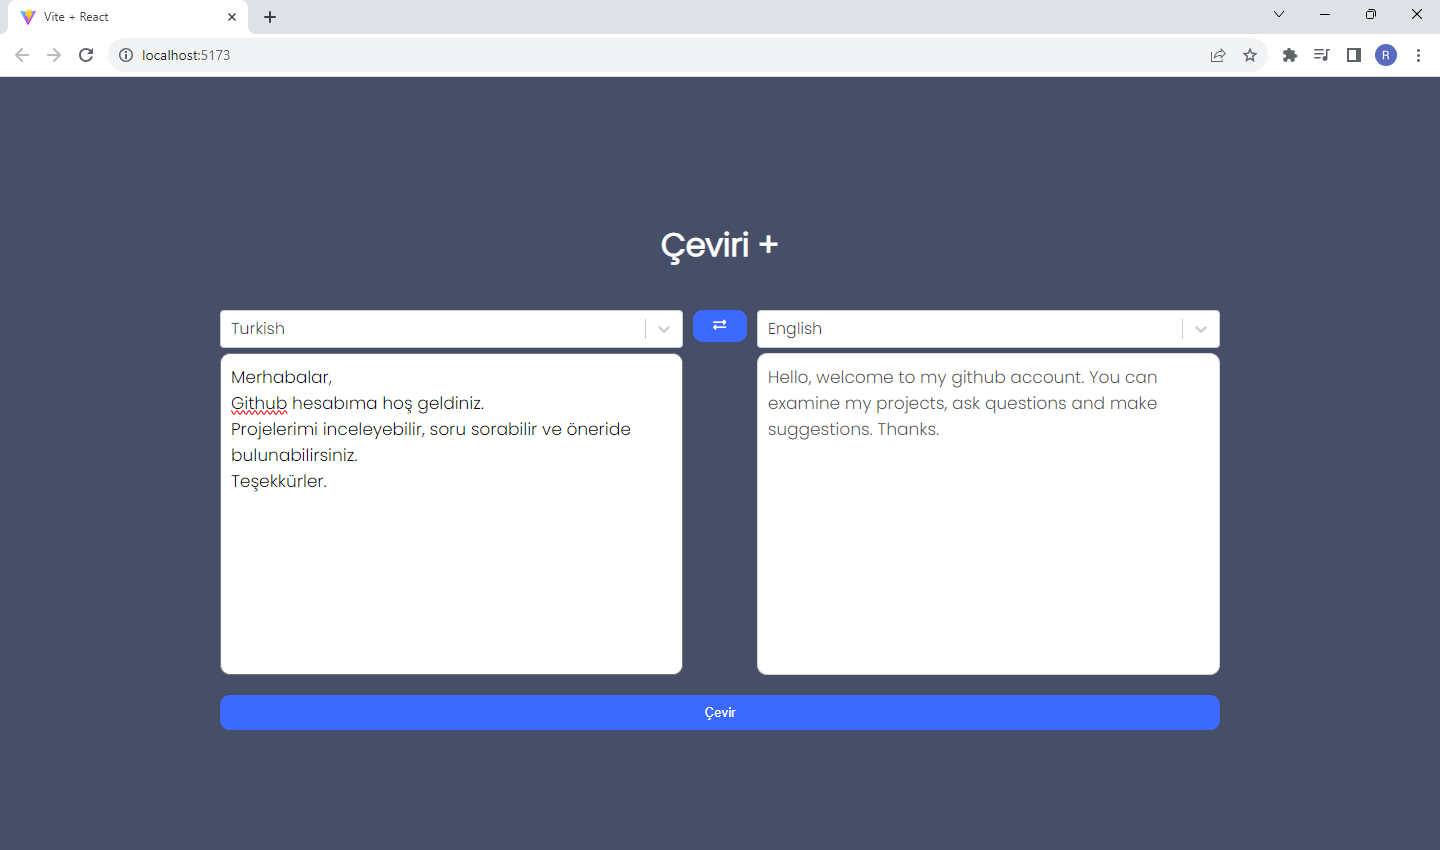 Vite + React
localhost:5173
R
Çeviri +
Turkish
English
Merhabalar,
Github hesabıma hoş geldiniz.
Projelerimi inceleyebilir, soru sorabilir ve öneride
bulunabilirsiniz.
Teşekkürler.
Hello, welcome to my github account. You can
examine my projects, ask questions and make
suggestions. Thanks.
Çevir